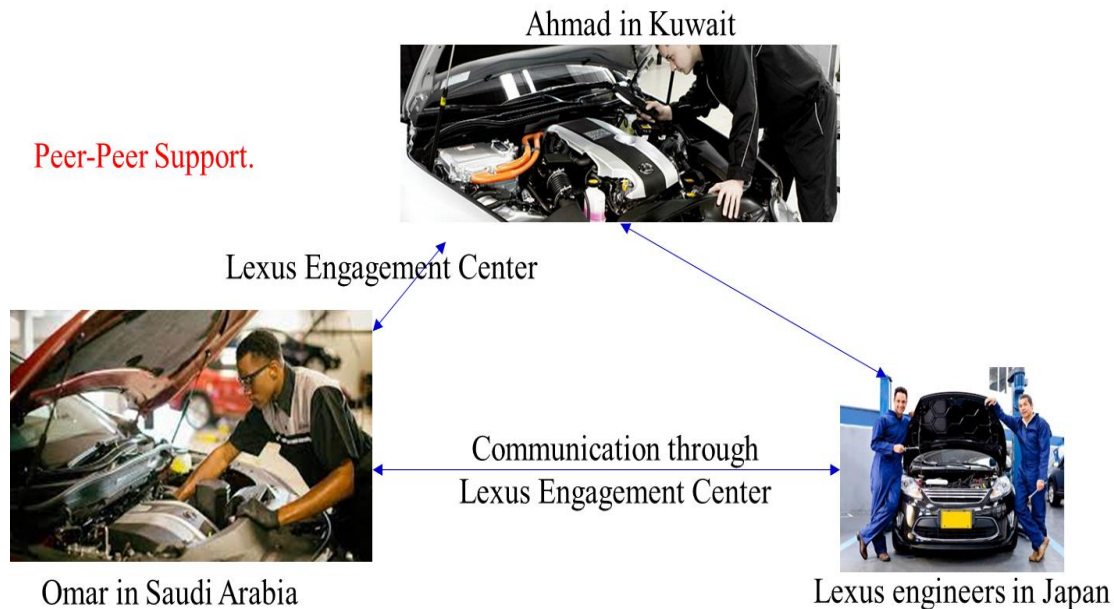 Ahmad in Kuwait
Peer-Peer Support.
Lexus Engagement Center
Communication through
Lexus Engagement Center
Omar in Saudi Arabia
Lexus engineers in Japan